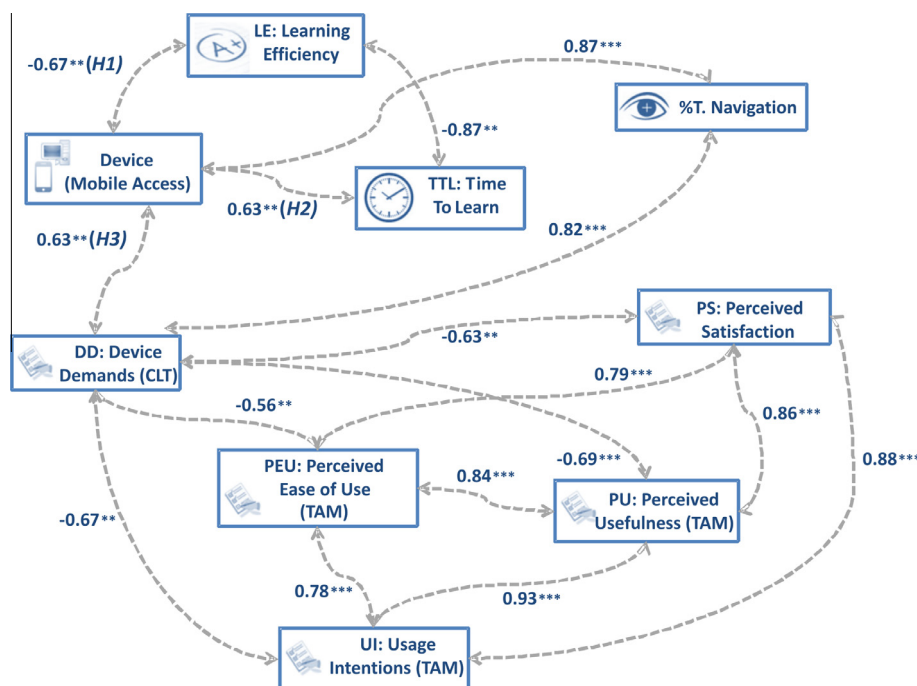 LE: Learning
Efficiency
-0.67**(H1)
0.87***
%T. Navigation
-0.87**
Device
(Mobile Access)
TTL: Time
To Learn
0.63**(H2)
0.63**(H3)
0.82***
PS: Perceived
Satisfaction
-0.63**
DD: Device
Demands (CLT)
0.79***
-0.56**
0.86***
PEU: Perceived
Ease of Use
(TAM)
-0.69***
0.88***
0.84***
PU: Perceived
Usefulness (TAM)
-0.67**
0.78***
0.93***
UI: Usage
Intentions (TAM)
A+